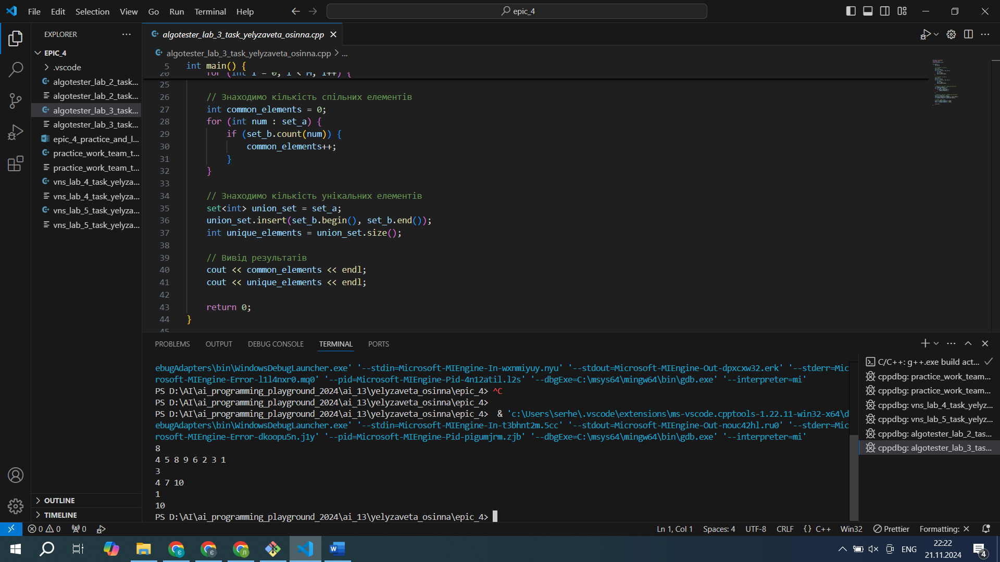 File Edit Selection View Go Run Terminal Help
epic_4
EXPLORER
EPIC_4
.vscode
algotester_lab_2_task...
algotester_lab_2_task...
algotester_lab_3_task...
algotester_lab_3_task...
epic_4_practice_and_l...
practice_work_team_t...
practice_work_team_t...
vns_lab_4_task_yelyza...
vns_lab_4_task_yelyza...
vns_lab_5_task_yelyza...
vns_lab_5_task_yelyza...
OUTLINE
TIMELINE
algotester_lab_3_task_yelyzaveta_osinna.cpp
algotester_lab_3_task_yelyzaveta_osinna.cpp > ...
5 int main() {
20 for (int i = 0; i < M; i++) {
25
26 // Знаходимо кількість спільних елементів
27 int common_elements = 0;
28 for (int num : set_a) {
29 if (set_b.count(num)) {
30 common_elements++;
31 }
32 }
33
34 // Знаходимо кількість унікальних елементів
35 set<int> union_set = set_a;
36 union_set.insert(set_b.begin(), set_b.end());
37 int unique_elements = union_set.size();
38
39 // Вивід результатів
40 cout << common_elements << endl;
41 cout << unique_elements << endl;
42
43 return 0;
44 }
45
PROBLEMS OUTPUT DEBUG CONSOLE TERMINAL PORTS
ebugAdapters\bin\WindowsDebugLauncher.exe' '--stdin=Microsoft-MIEngine-In-wxnmiyuy.nyu' '--stdout=Microsoft-MIEngine-Out-dpxcxw32.erk' '--stderr=Mic
rosoft-MIEngine-Error-l1l4nxr0.mq0' '--pid=Microsoft-MIEngine-Pid-4n12atil.l2s' '--dbgExe=C:\msys64\mingw64\bin\gdb.exe' '--interpreter=mi'
PS D:\AI\ai_programming_playground_2024\ai_13\yelyzaveta_osinna\epic_4> ^C
PS D:\AI\ai_programming_playground_2024\ai_13\yelyzaveta_osinna\epic_4>
PS D:\AI\ai_programming_playground_2024\ai_13\yelyzaveta_osinna\epic_4> & 'c:\Users\serhe\.vscode\extensions\ms-vscode.cpptools-1.22.11-win32-x64\d
ebugAdapters\bin\WindowsDebugLauncher.exe' '--stdin=Microsoft-MIEngine-In-t3bhnt2m.5cc' '--stdout=Microsoft-MIEngine-Out-nouc42hl.ru0' '--stderr=Mic
rosoft-MIEngine-Error-dkoopu5n.j1y' '--pid=Microsoft-MIEngine-Pid-pigumjrm.zjb' '--dbgExe=C:\msys64\mingw64\bin\gdb.exe' '--interpreter=mi'
8
4 5 8 9 6 2 3 1
3
4 7 10
1
10
PS D:\AI\ai_programming_playground_2024\ai_13\yelyzaveta_osinna\epic_4>
C/C++: g++.exe build act...
cppdbg: practice_work_team...
cppdbg: practice_work_team...
cppdbg: vns_lab_4_task_yelyz...
cppdbg: vns_lab_5_task_yelyz...
cppdbg: algotester_lab_2_tas...
cppdbg: algotester_lab_3_tas...
0 0 0 Ln 1, Col 1 Spaces: 4 UTF-8 CRLF {} C++ Win32 Prettier Formatting: ×
ENG
22:22
21.11.2024
4